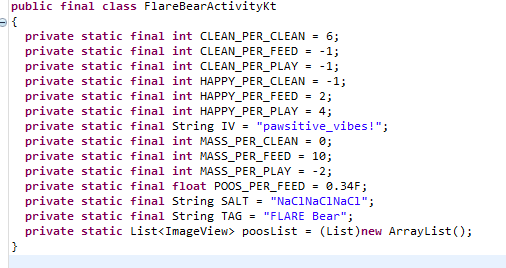 public final class FlareBearActivityKt
{
private static final int CLEAN_PER_CLEAN = 6;
private static final int CLEAN_PER_FEED = -1;
private static final int CLEAN_PER_PLAY = -1;
private static final int HAPPY_PER_CLEAN = -1;
private static final int HAPPY_PER_FEED = 2;
private static final int HAPPY_PER_PLAY = 4;
private static final String IV = "pawsitive_vibes!";
private static final int MASS_PER_CLEAN = 0;
private static final int MASS_PER_FEED = 10;
private static final int MASS_PER_PLAY = -2;
private static final float POOS_PER_FEED = 0.34F;
private static final String SALT = "NaClNaClNaCl";
private static final String TAG = "FLARE Bear";
private static List<ImageView> poosList = (List)new ArrayList();
}